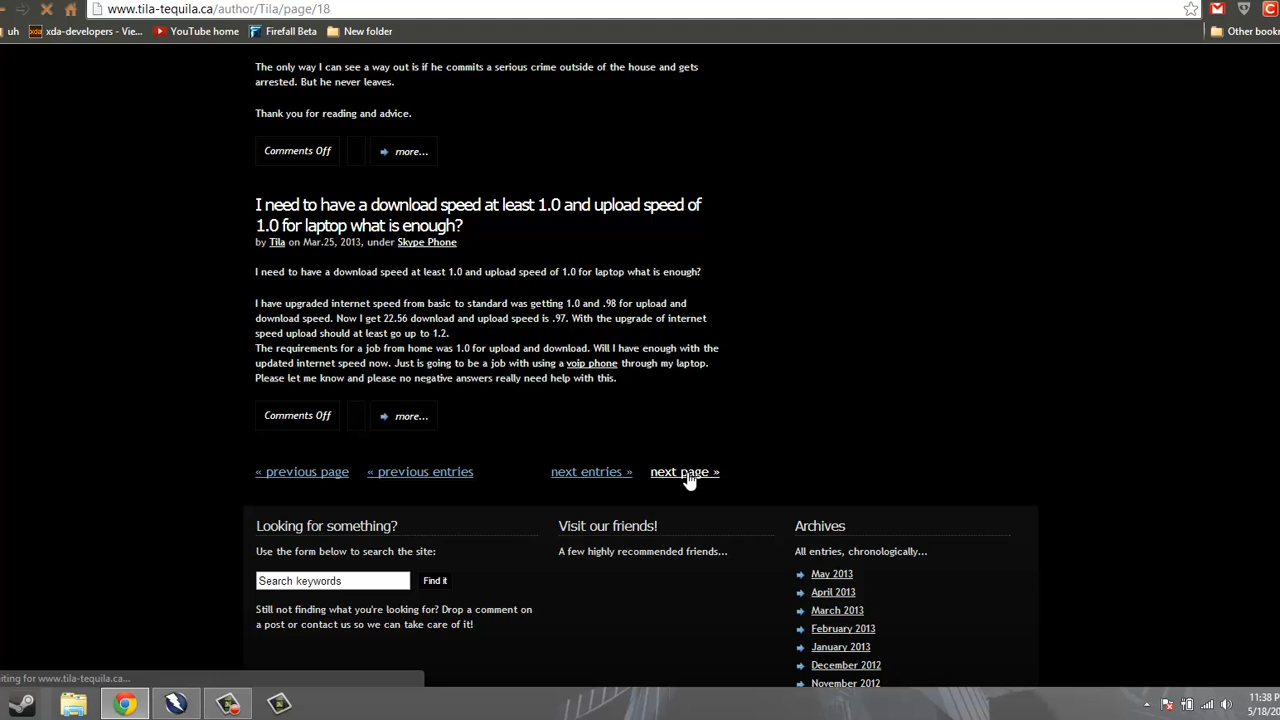 www.tila-tequila.ca/author/Tila/page/18
uh xda-developers - Vie... YouTube home Firefall Beta New folder Other bookr
The only way I can see a way out is if he commits a serious crime outside of the house and gets
arrested. But he never leaves.
Thank you for reading and advice.
Comments Off more...
I need to have a download speed at least 1.0 and upload speed of
1.0 for laptop what is enough?
by Tila on Mar.25, 2013, under Skype Phone
I need to have a download speed at least 1.0 and upload speed of 1.0 for laptop what is enough?
I have upgraded internet speed from basic to standard was getting 1.0 and .98 for upload and
download speed. Now I get 22.56 download and upload speed is .97. With the upgrade of internet
speed upload should at least go up to 1.2.
The requirements for a job from home was 1.0 for upload and download. Will I have enough with the
updated internet speed now. Just is going to be a job with using a voip phone through my laptop.
Please let me know and please no negative answers really need help with this.
Comments Off more...
« previous page « previous entries next entries » next page »
Looking for something?
Use the form below to search the site:
Search keywords Find it
Still not finding what you're looking for? Drop a comment on
a post or contact us so we can take care of it!
Visit our friends!
A few highly recommended friends...
Archives
All entries, chronologically...
May 2013
April 2013
March 2013
February 2013
January 2013
December 2012
November 2012
iting for www.tila-tequila.ca...
11:38 P
5/18/20